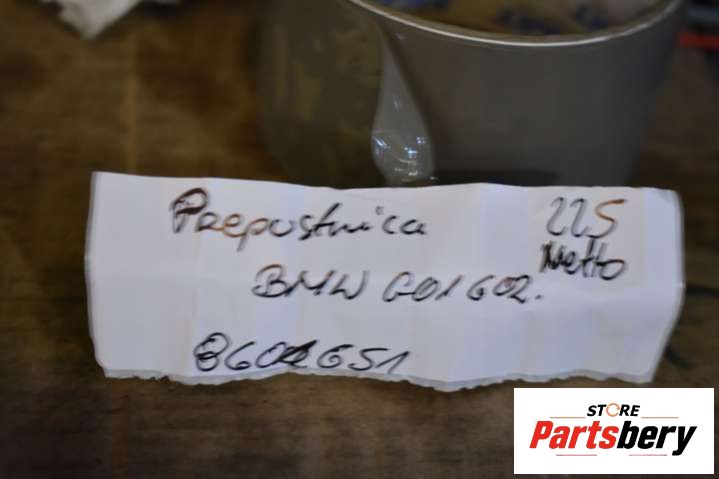 Przepustnica
225
Netto
BMW G01 G02.
8602651
STORE
Partsbery